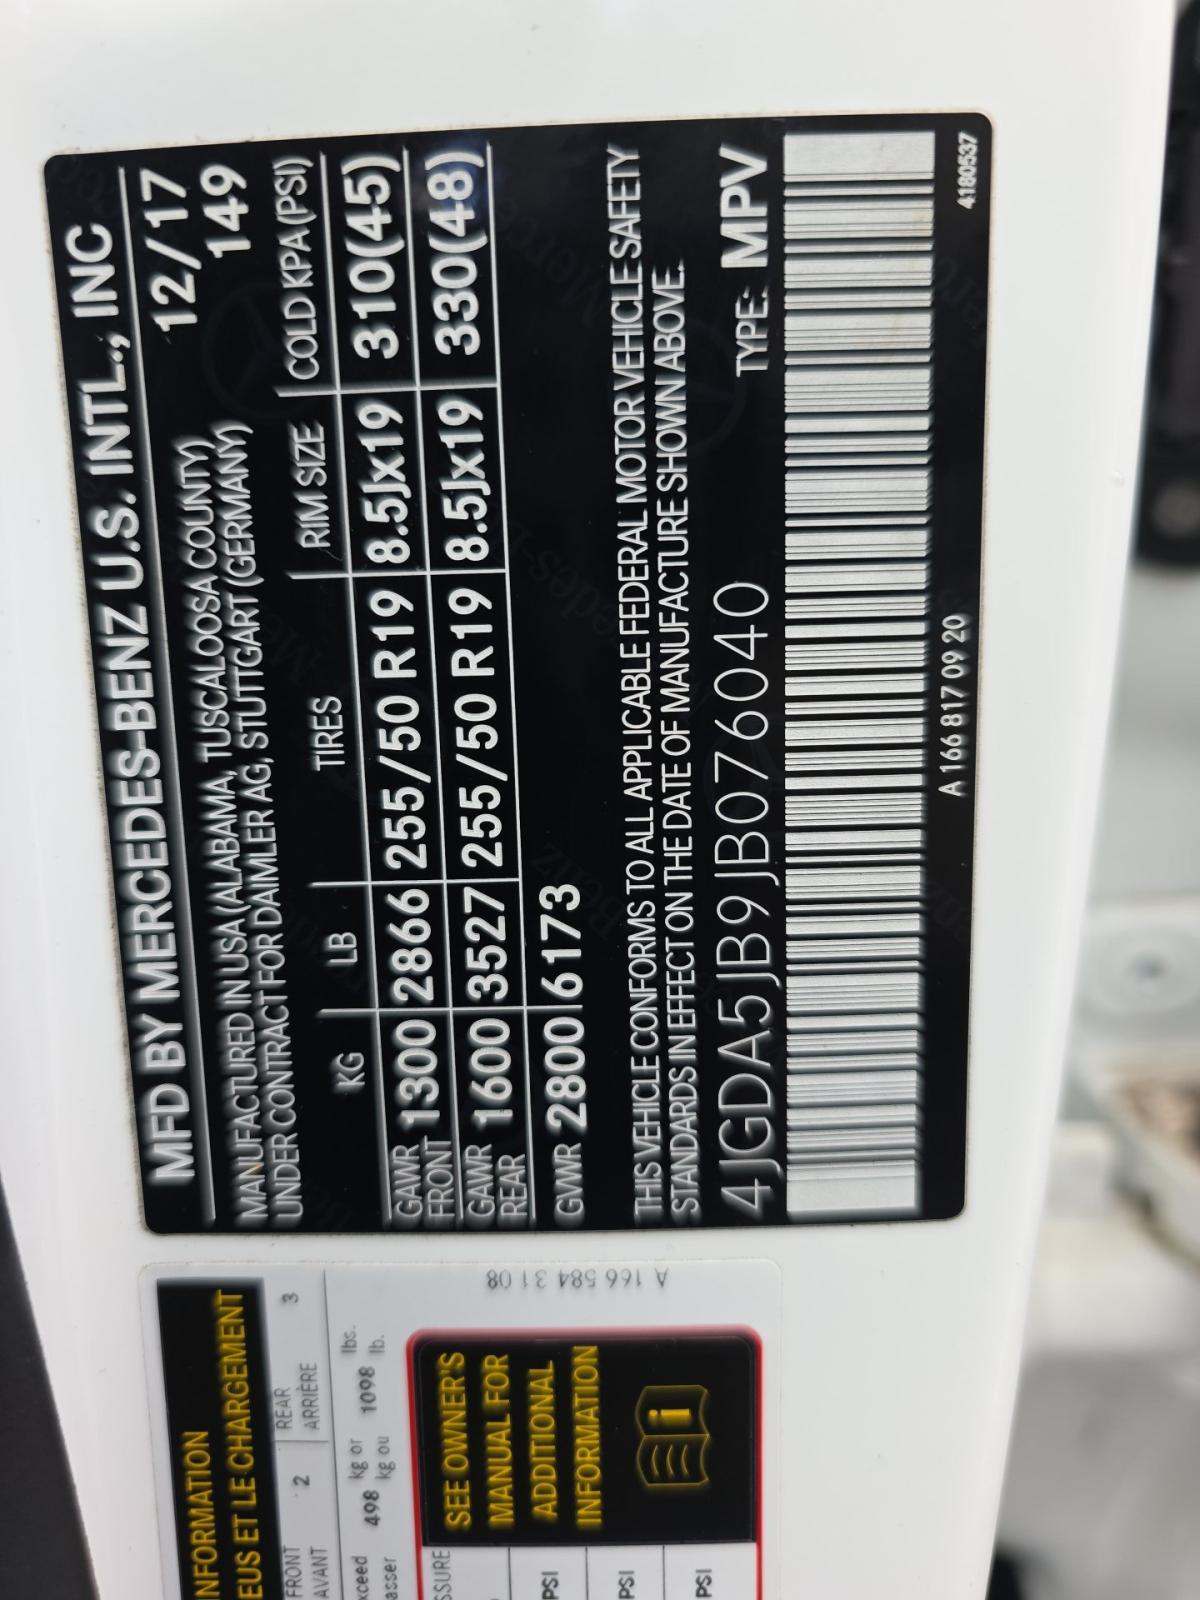 MFD BY MERCEDES-BENZ U.S. INTL., INC
12/17
MANUFACTURED IN USA (ALABAMA, TUSCALOOSA COUNTY) 149
UNDER CONTRACT FOR DAIMLER AG, STUTTGART (GERMANY)
KG LB TIRES RIM SIZE COLD KPA (PSI)
GAWR FRONT 1300 2866 255/50 R19 8.5Jx19 310(45)
GAWR REAR 1600 3527 255/50 R19 8.5Jx19 330(48)
GWR 2800 6173
THIS VEHICLE CONFORMS TO ALL APPLICABLE FEDERAL MOTOR VEHICLE SAFETY
STANDARDS IN EFFECT ON THE DATE OF MANUFACTURE SHOWN ABOVE.
4JGDA5JB9JB076040 TYPE: MPV
A 166 817 09 20
4180537
NFORMATION
EUS ET LE CHARGEMENT
FRONT 2 REAR 3
AVANT ARRIÈRE
xceed 498 kg or 1098 lbs.
asser kg ou lb.
SSURE
PSI
PSI
PSI
SEE OWNER'S
MANUAL FOR
ADDITIONAL
INFORMATION
A 166 584 31 08